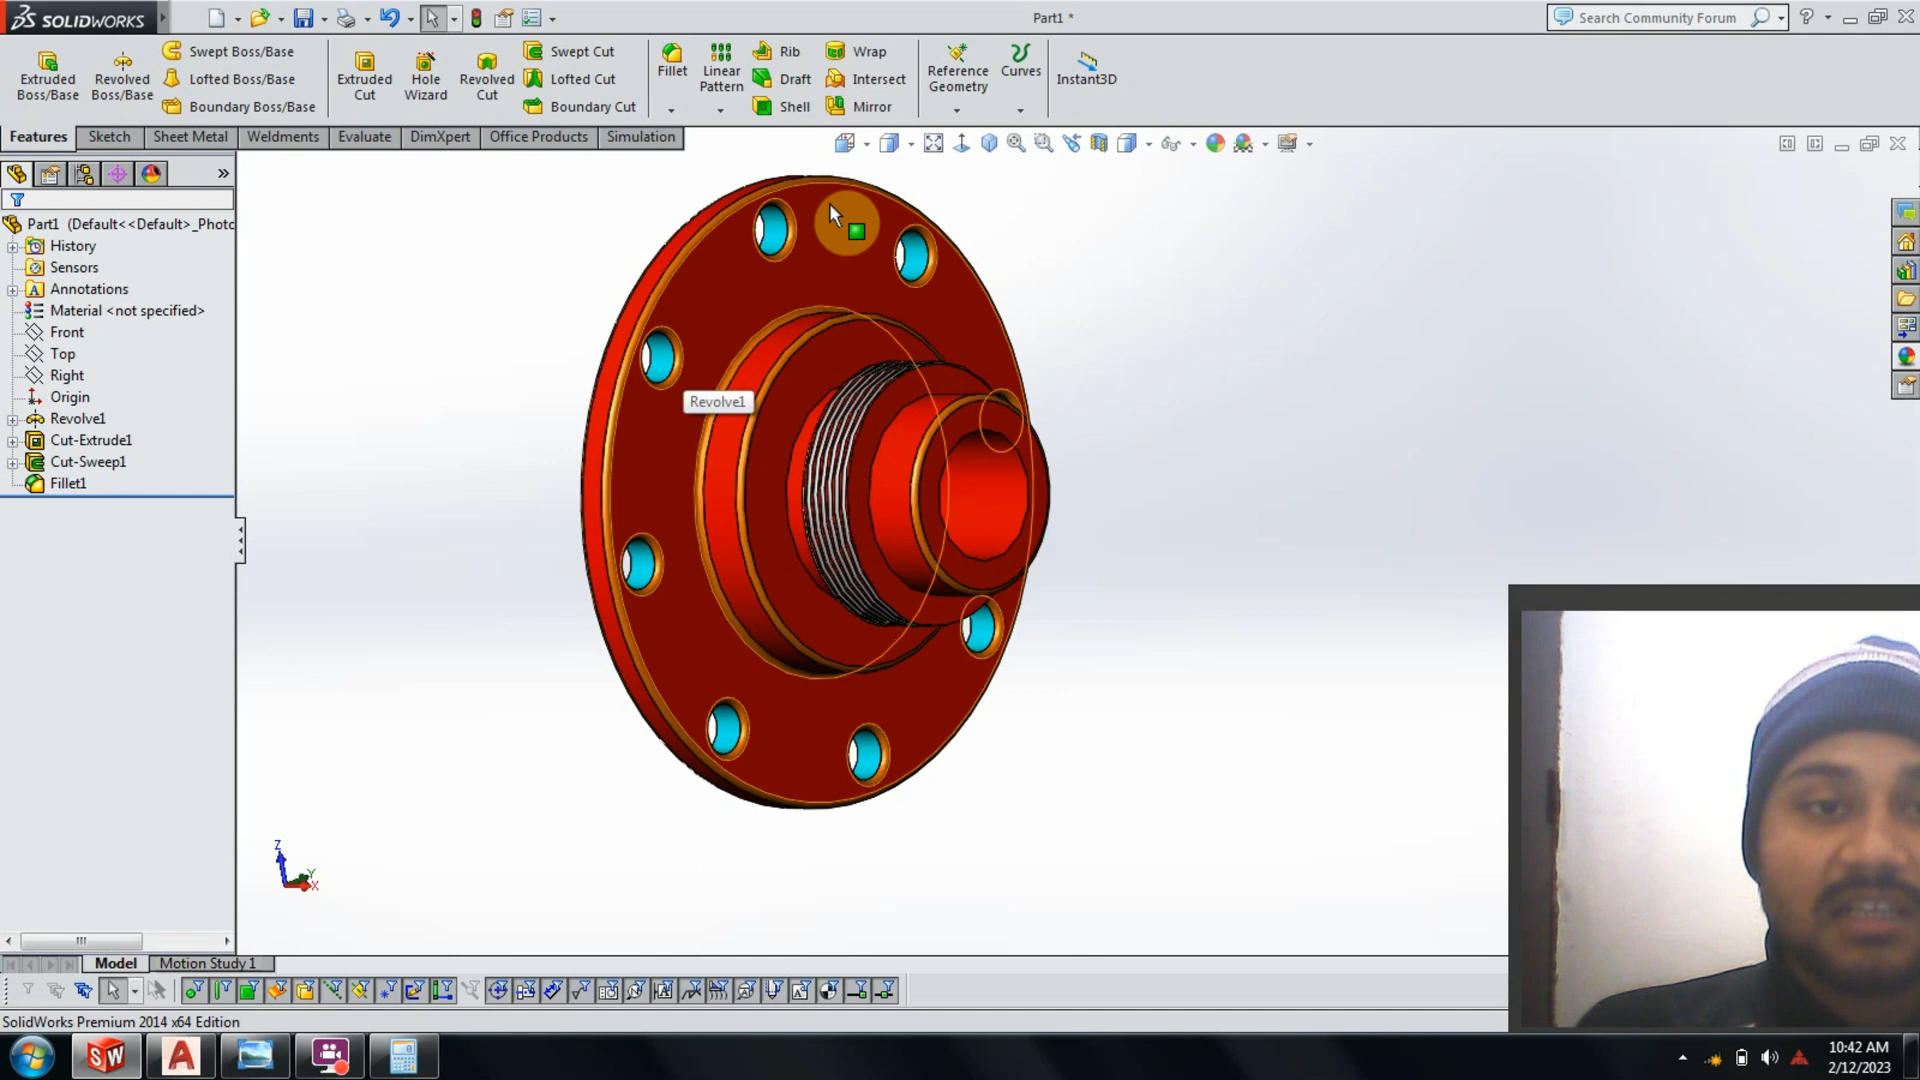 SOLIDWORKS
Part1 *
Search Community Forum
Extruded Boss/Base
Revolved Boss/Base
Swept Boss/Base
Lofted Boss/Base
Boundary Boss/Base
Extruded Cut
Hole Wizard
Revolved Cut
Swept Cut
Lofted Cut
Boundary Cut
Fillet
Linear Pattern
Rib
Draft
Shell
Wrap
Intersect
Mirror
Reference Geometry
Curves
Instant3D
Features
Sketch
Sheet Metal
Weldments
Evaluate
DimXpert
Office Products
Simulation
Part1 (Default<<Default>_Photo
History
Sensors
Annotations
Material <not specified>
Front
Top
Right
Origin
Revolve1
Cut-Extrude1
Cut-Sweep1
Fillet1
Revolve1
Z
Y
X
Model
Motion Study 1
SolidWorks Premium 2014 x64 Edition
SW
10:42 AM
2/12/2023